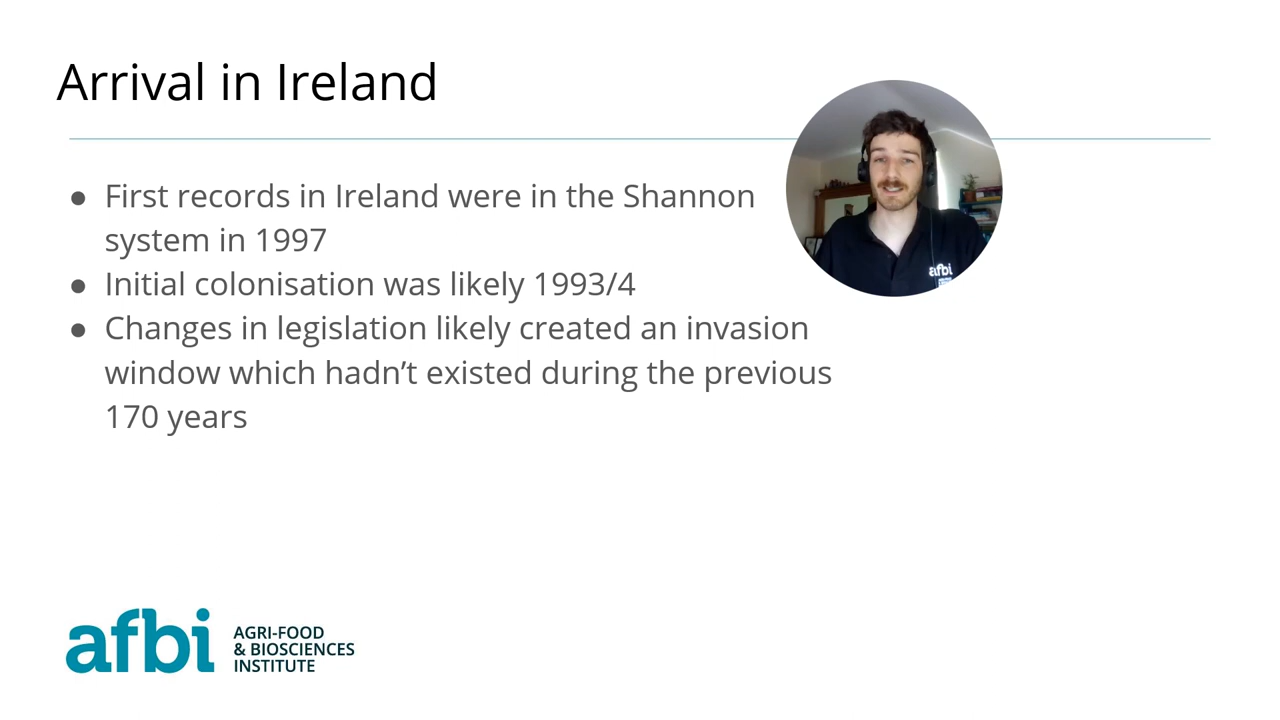 Arrival in Ireland
● First records in Ireland were in the Shannon
system in 1997
● Initial colonisation was likely 1993/4
● Changes in legislation likely created an invasion
window which hadn’t existed during the previous
170 years
afbi
afbi
AGRI-FOOD
& BIOSCIENCES
INSTITUTE